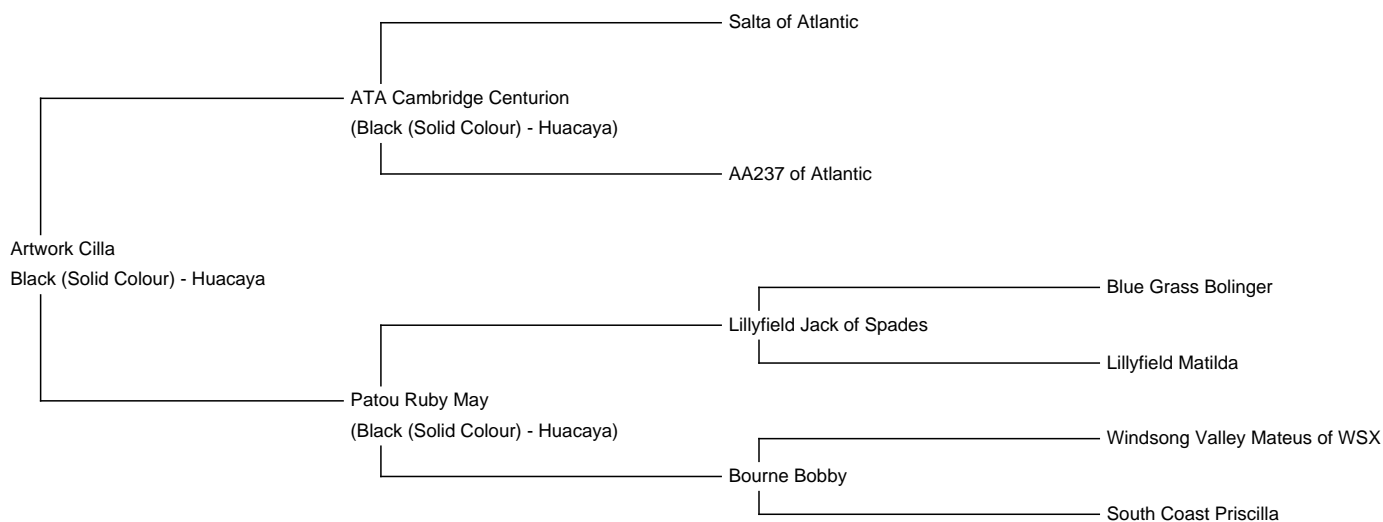 Salta of Atlantic
ATA Cambridge Centurion
(Black (Solid Colour) - Huacaya)
AA237 of Atlantic
Artwork Cilla
Black (Solid Colour) - Huacaya
Blue Grass Bolinger
Lillyfield Jack of Spades
Lillyfield Matilda
Patou Ruby May
(Black (Solid Colour) - Huacaya)
Windsong Valley Mateus of WSX
Bourne Bobby
South Coast Priscilla